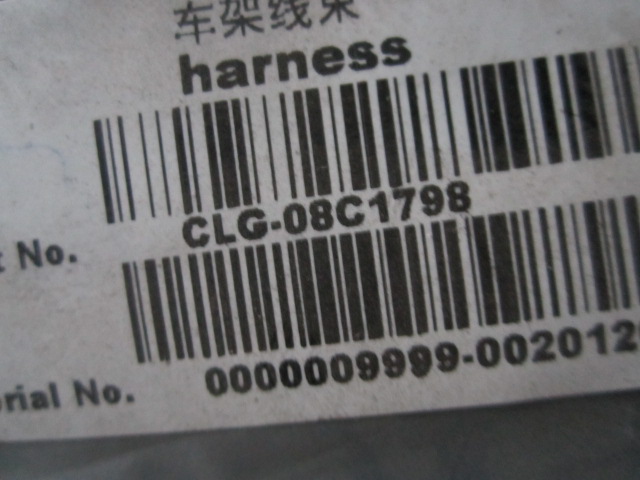 车架线束
harness
CLG-08C1798
No.
0000009999-002012
rial No.